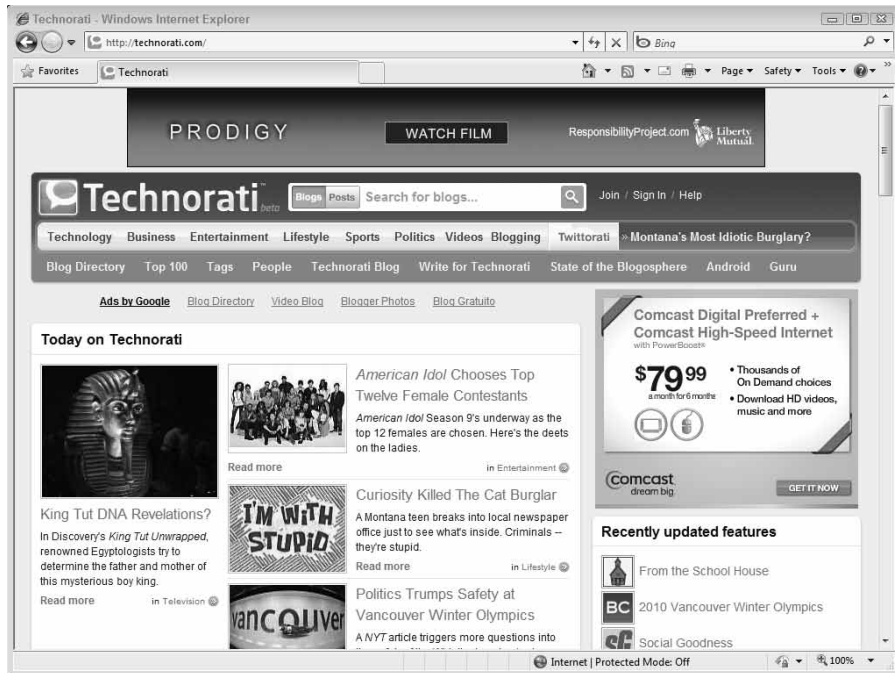 Technorati - Windows Internet Explorer
http://technorati.com/
Bing
Favorites
Technorati
Page
Safety
Tools
PRODIGY
WATCH FILM
ResponsibilityProject.com
Liberty
Mutual.
Technorati
beta
Blogs Posts Search for blogs...
Join / Sign In / Help
Technology Business Entertainment Lifestyle Sports Politics Videos Blogging Twittorati » Montana's Most Idiotic Burglary?
Blog Directory Top 100 Tags People Technorati Blog Write for Technorati State of the Blogosphere Android Guru
Ads by Google Blog Directory Video Blog Blogger Photos Blog Gratuito
Today on Technorati
King Tut DNA Revelations?
In Discovery's King Tut Unwrapped,
renowned Egyptologists try to
determine the father and mother of
this mysterious boy king.
Read more in Television
American Idol Chooses Top
Twelve Female Contestants
American Idol Season 9's underway as the
top 12 females are chosen. Here's the deets
on the ladies.
Read more in Entertainment
I'M WITH
STUPID
Curiosity Killed The Cat Burglar
A Montana teen breaks into local newspaper
office just to see what's inside. Criminals --
they're stupid.
Read more in Lifestyle
vancouver
Politics Trumps Safety at
Vancouver Winter Olympics
A NYT article triggers more questions into
Comcast Digital Preferred +
Comcast High-Speed Internet
with PowerBoost®
$79.99
a month for 6 months
• Thousands of
On Demand choices
• Download HD videos,
music and more
Comcast
dream big.
GET IT NOW
Recently updated features
From the School House
BC
2010 Vancouver Winter Olympics
Social Goodness
Internet | Protected Mode: Off
100%